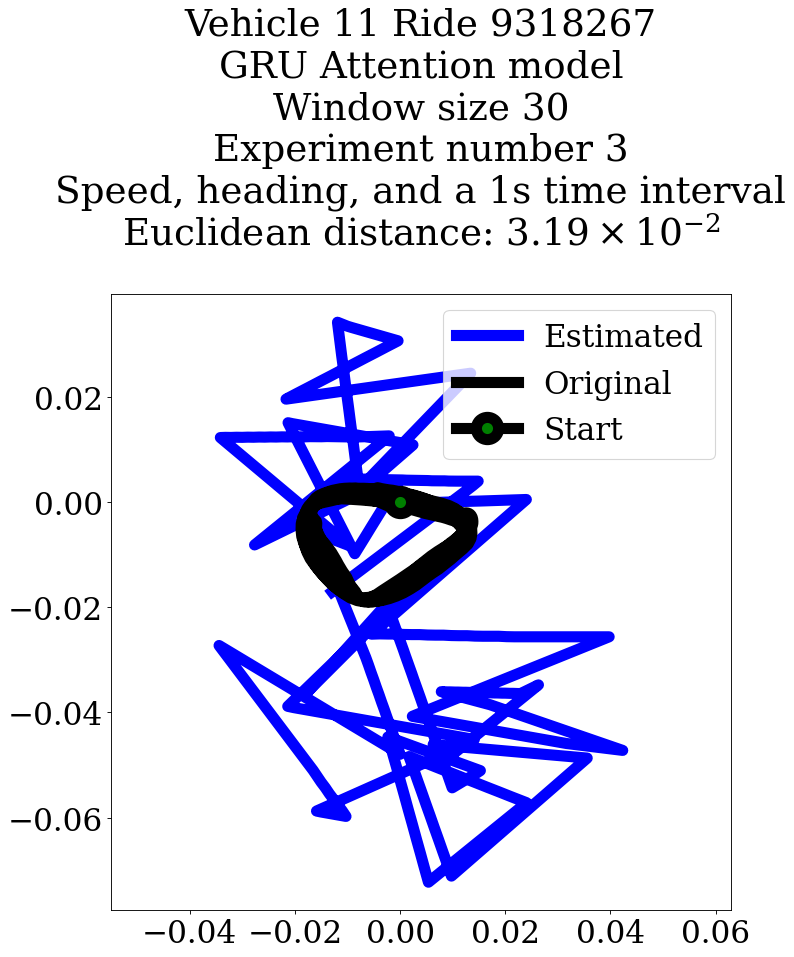 Vehicle 11 Ride 9318267
GRU Attention model
Window size 30
Experiment number 3
Speed, heading, and a 1s time interval
Euclidean distance: 3.19 × 10⁻²
Estimated
Original
Start
0.02
0.00
−0.02
−0.04
−0.06
−0.04 −0.02 0.00 0.02 0.04 0.06